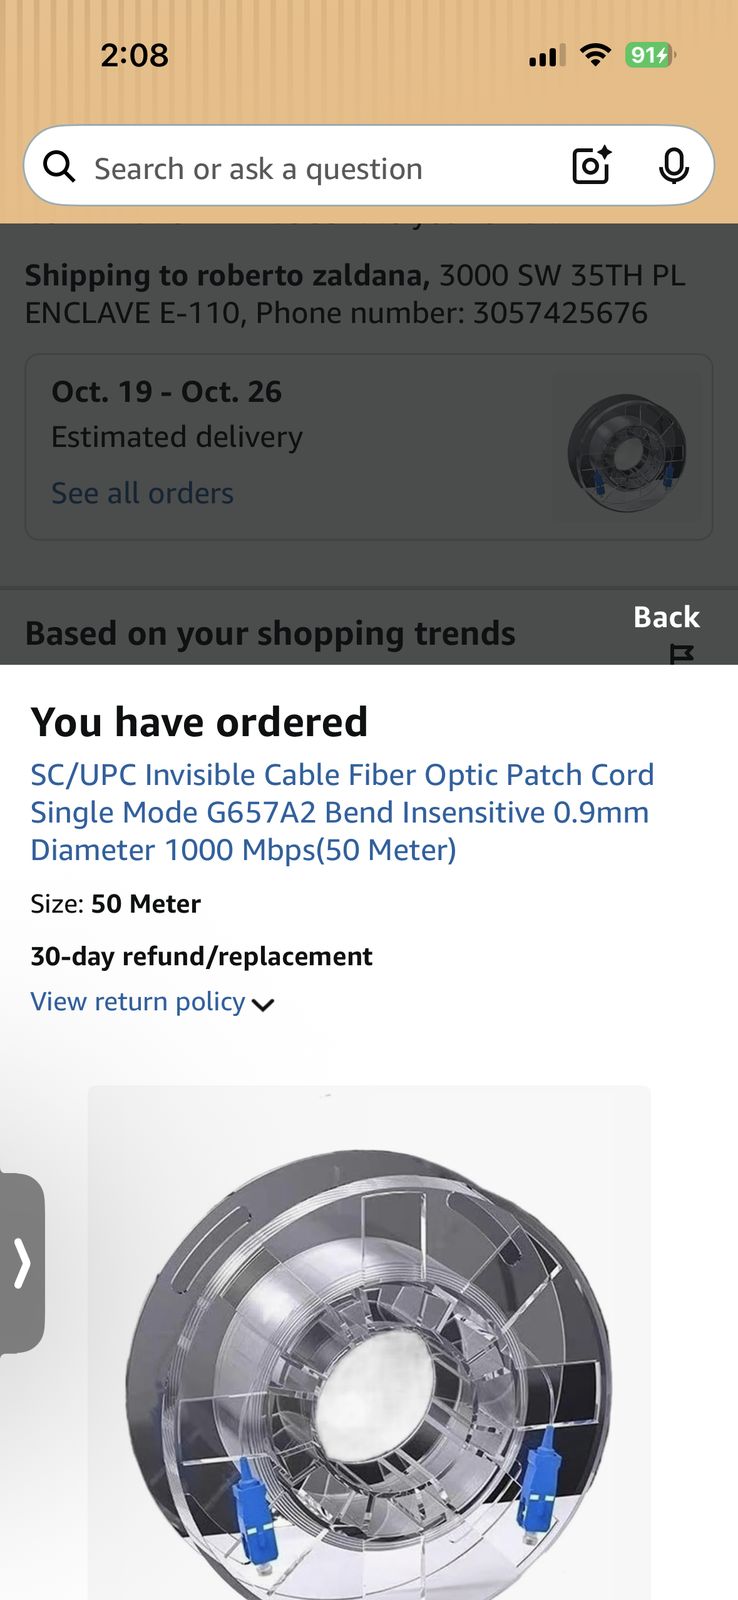 2:08
91
Search or ask a question
Shipping to roberto zaldana, 3000 SW 35TH PL
ENCLAVE E-110, Phone number: 3057425676
Oct. 19 - Oct. 26
Estimated delivery
See all orders
Based on your shopping trends
Back
You have ordered
SC/UPC Invisible Cable Fiber Optic Patch Cord
Single Mode G657A2 Bend Insensitive 0.9mm
Diameter 1000 Mbps(50 Meter)
Size: 50 Meter
30-day refund/replacement
View return policy